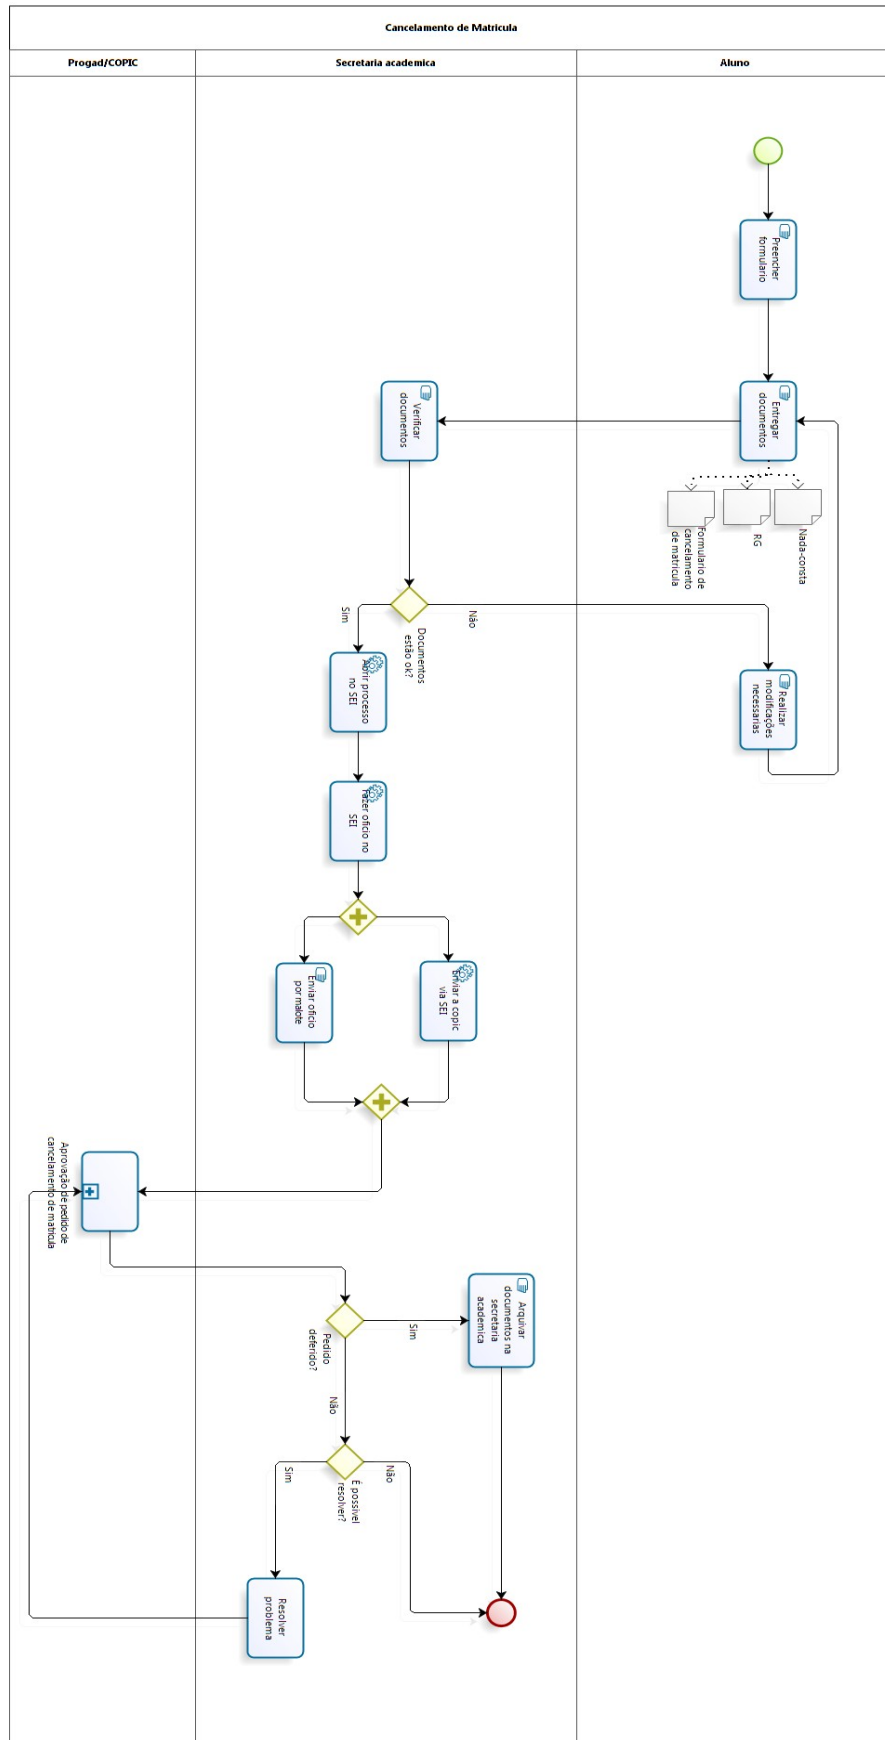 Cancelamento de Matricula
Progad/COPIC
Secretaria academica
Aluno
Preencher
formulario
Entregar
documentos
Nada-consta
RG
Formulario de
cancelamento
de matricula
Verificar
documentos
Documentos
estão ok?
Não
Sim
Realizar
modificações
necessarias
Abrir processo
no SEI
Fazer oficio no
SEI
Enviar a copic
via SEI
Enviar oficio
por malote
Aprovação de pedido de
cancelamento de matricula
Pedido
deferido?
Sim
Não
Arquivar
documentos na
secretaria
academica
É possivel
resolver?
Não
Sim
Resolver
problema